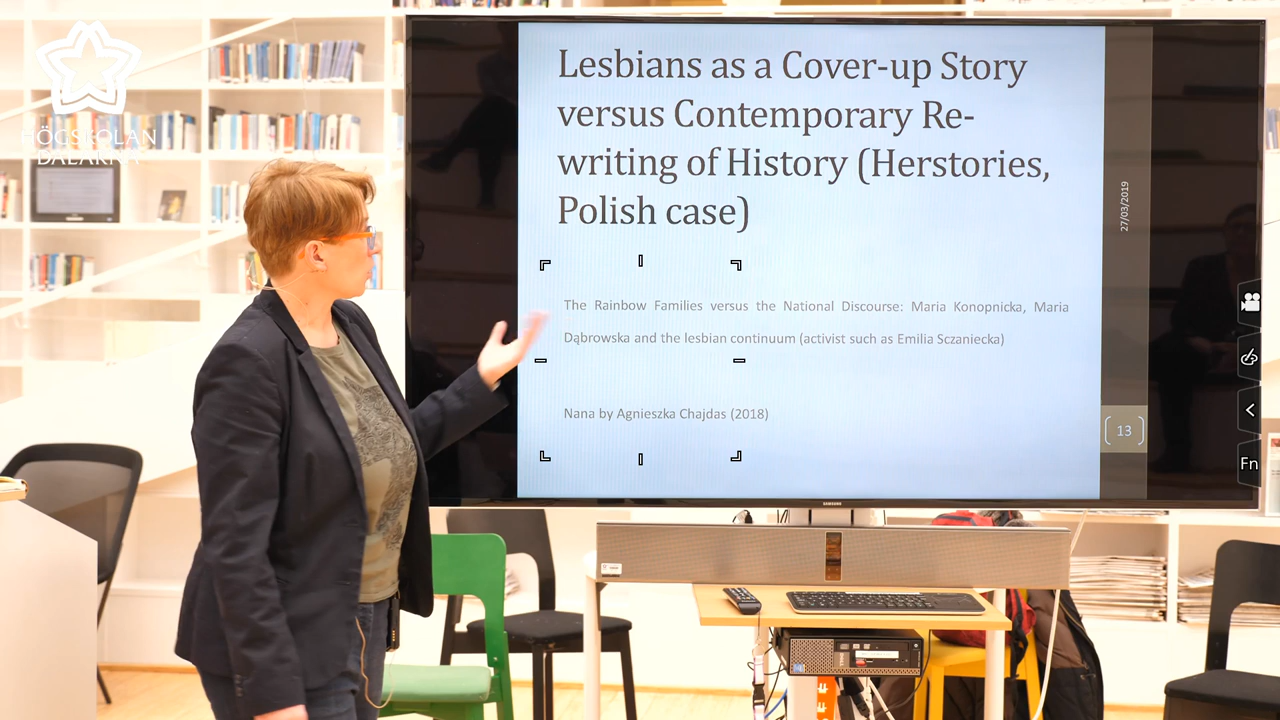 HÖGSKOLAN
DALARNA
Lesbians as a Cover-up Story
versus Contemporary Re-
writing of History (Herstories,
Polish case)
27/03/2019
The Rainbow Families versus the National Discourse: Maria Konopnicka, Maria
Dąbrowska and the lesbian continuum (activist such as Emilia Sczaniecka)
Nana by Agnieszka Chajdas (2018)
13
Fn
SAMSUNG